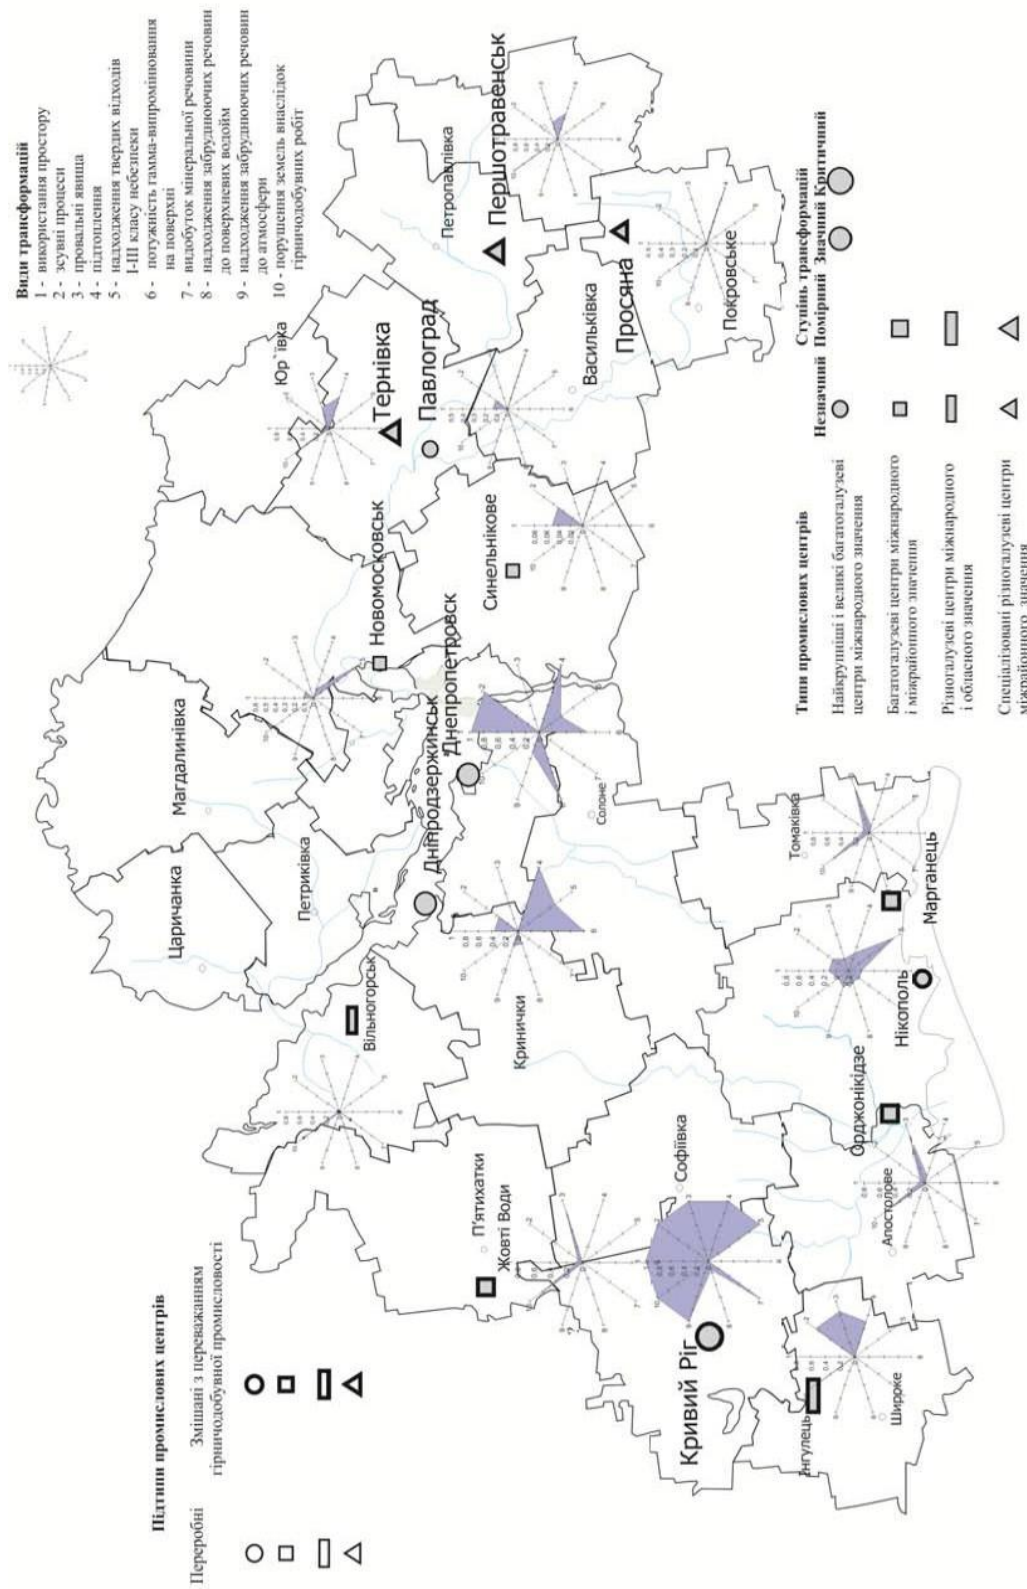 Підтипи промислових центрів
Переробні
Змішані з переважанням
гірничодобувної промисловості
Види трансформацій
1 - використання простору
2 - зсувні процеси
3 - провальні явища
4 - підтоплення
5 - надходження твердих відходів
І-ІІІ класу небезпеки
6 - потужність гамма-випромінювання
на поверхні
7 - видобуток мінеральної речовини
8 - надходження забруднюючих речовин
до поверхневих водойм
9 - надходження забруднюючих речовин
до атмосфери
10 - порушення земель внаслідок
гірничодобувних робіт
Царичанка
Магдалинівка
Юр`ївка
Петриківка
Новомосковськ
Тернівка
Павлоград
Петропавлівка
Першотравенськ
Вільногорськ
Дніпродзержинськ
Днепропетровск
Синельнікове
Васильківка
Просяна
Покровське
П'ятихатки
Жовті Води
Кринички
Солоне
Софіївка
Кривий Ріг
Орджонікідзе
Нікополь
Марганець
Томаківка
Апостолове
Інгулець
Широке
Типи промислових центрів
Ступінь трансформацій
Незначний Помірний Значний Критичний
Найкрупніші і великі багатогалузеві
центри міжнародного значення
Багатогалузеві центри міжнародного
і міжрайонного значення
Різногалузеві центри міжнародного
і обласного значення
Спеціалізовані різногалузеві центри
міжрайонного значення